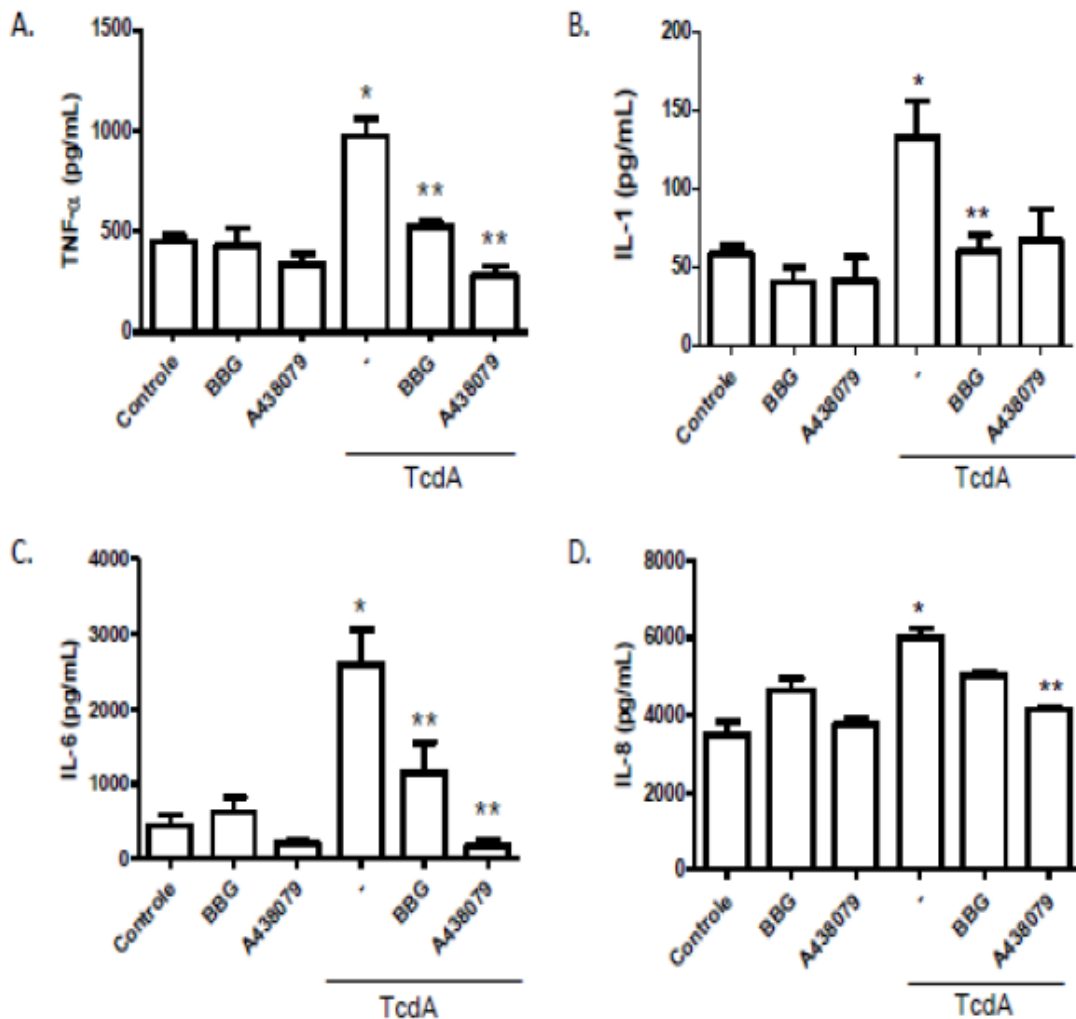 A.
TNF-α (pg/mL)
1500
1000
500
0
*
**
**
Controle
BBG
A438079
-
BBG
A438079
TcdA
B.
IL-1 (pg/mL)
200
150
100
50
0
*
**
Controle
BBG
A438079
-
BBG
A438079
TcdA
C.
IL-6 (pg/mL)
4000
3000
2000
1000
0
*
**
**
Controle
BBG
A438079
-
BBG
A438079
TcdA
D.
IL-8 (pg/mL)
8000
6000
4000
2000
0
*
**
Controle
BBG
A438079
-
BBG
A438079
TcdA